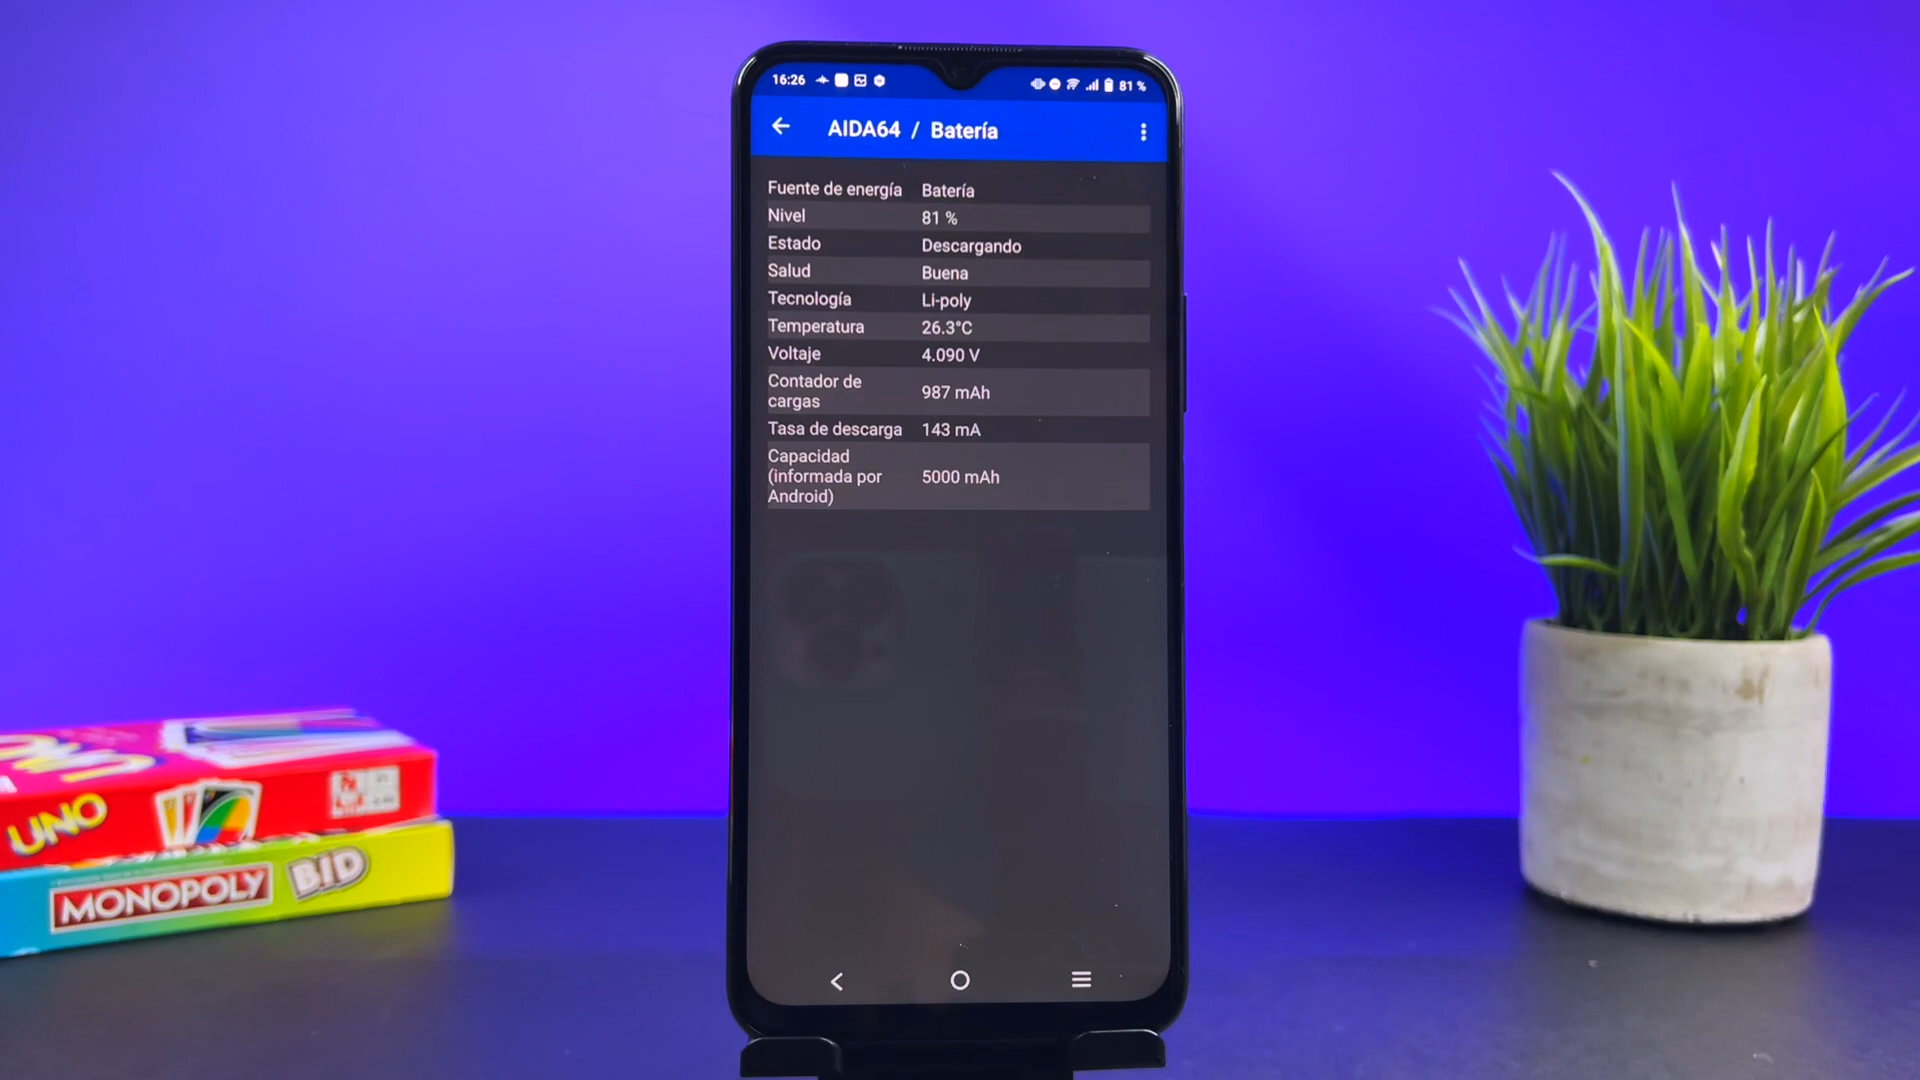 16:26 81 %
AIDA64 / Batería
Fuente de energía Batería
Nivel 81 %
Estado Descargando
Salud Buena
Tecnología Li-poly
Temperatura 26.3°C
Voltaje 4.090 V
Contador de
cargas 987 mAh
Tasa de descarga 143 mA
Capacidad
(informada por
Android) 5000 mAh
UNO
MONOPOLY BID